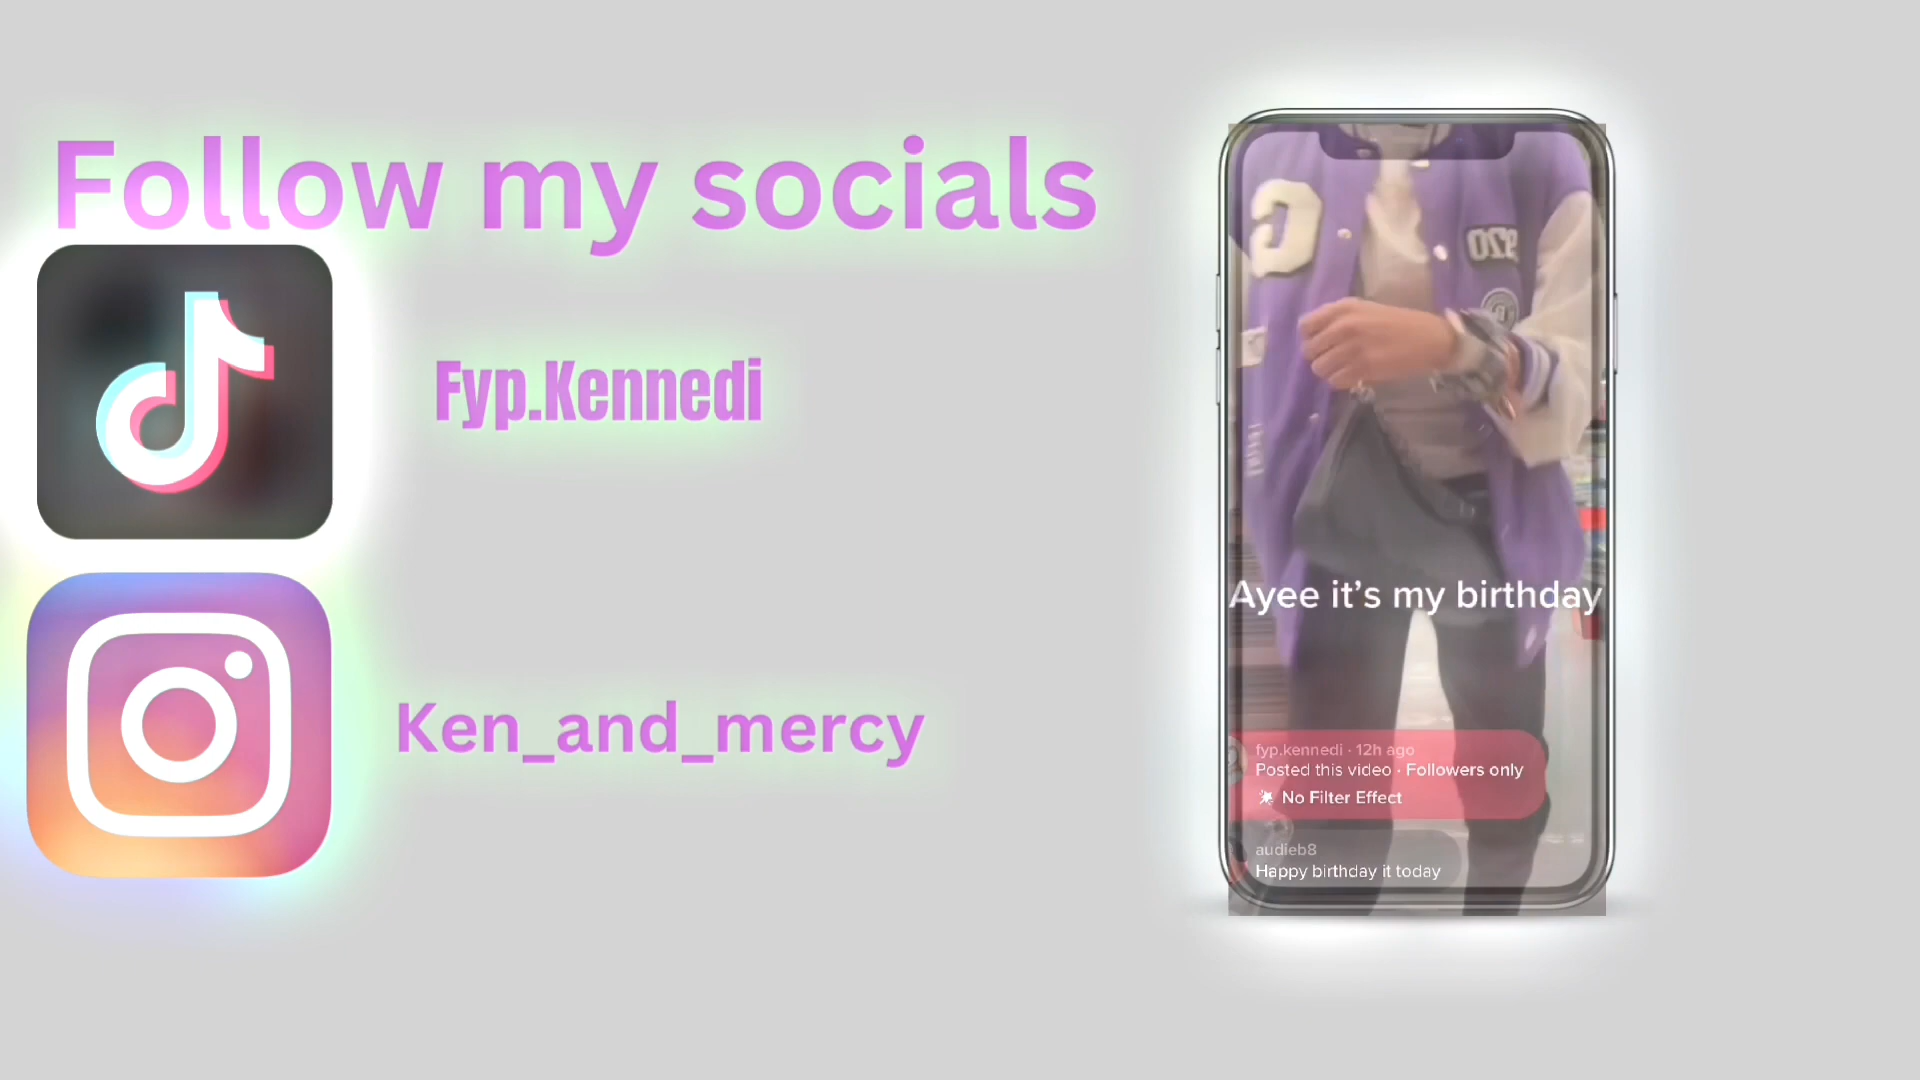 Follow my socials
Fyp.Kennedi
Ken_and_mercy
Ayee it’s my birthday
fyp.kennedi · 12h ago
Posted this video · Followers only
No Filter Effect
audieb8
Happy birthday it today